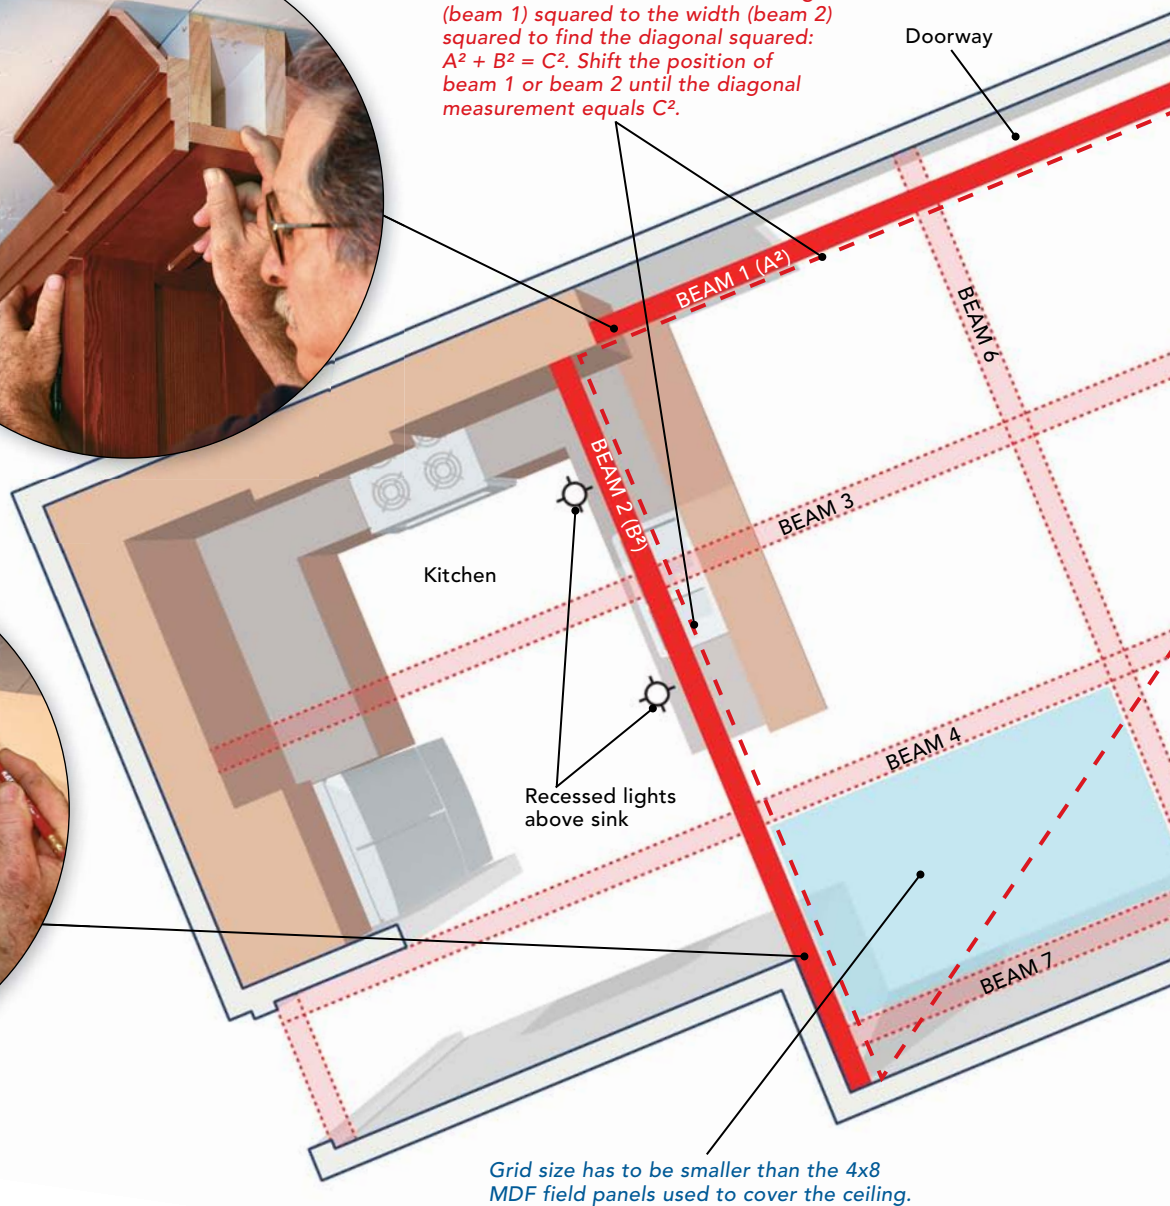 (beam 1) squared to the width (beam 2)
squared to find the diagonal squared:
A² + B² = C². Shift the position of
beam 1 or beam 2 until the diagonal
measurement equals C².
Doorway
BEAM 1 (A²)
BEAM 6
BEAM 2 (B²)
BEAM 3
Kitchen
BEAM 4
Recessed lights
above sink
BEAM 7
Grid size has to be smaller than the 4x8
MDF field panels used to cover the ceiling.